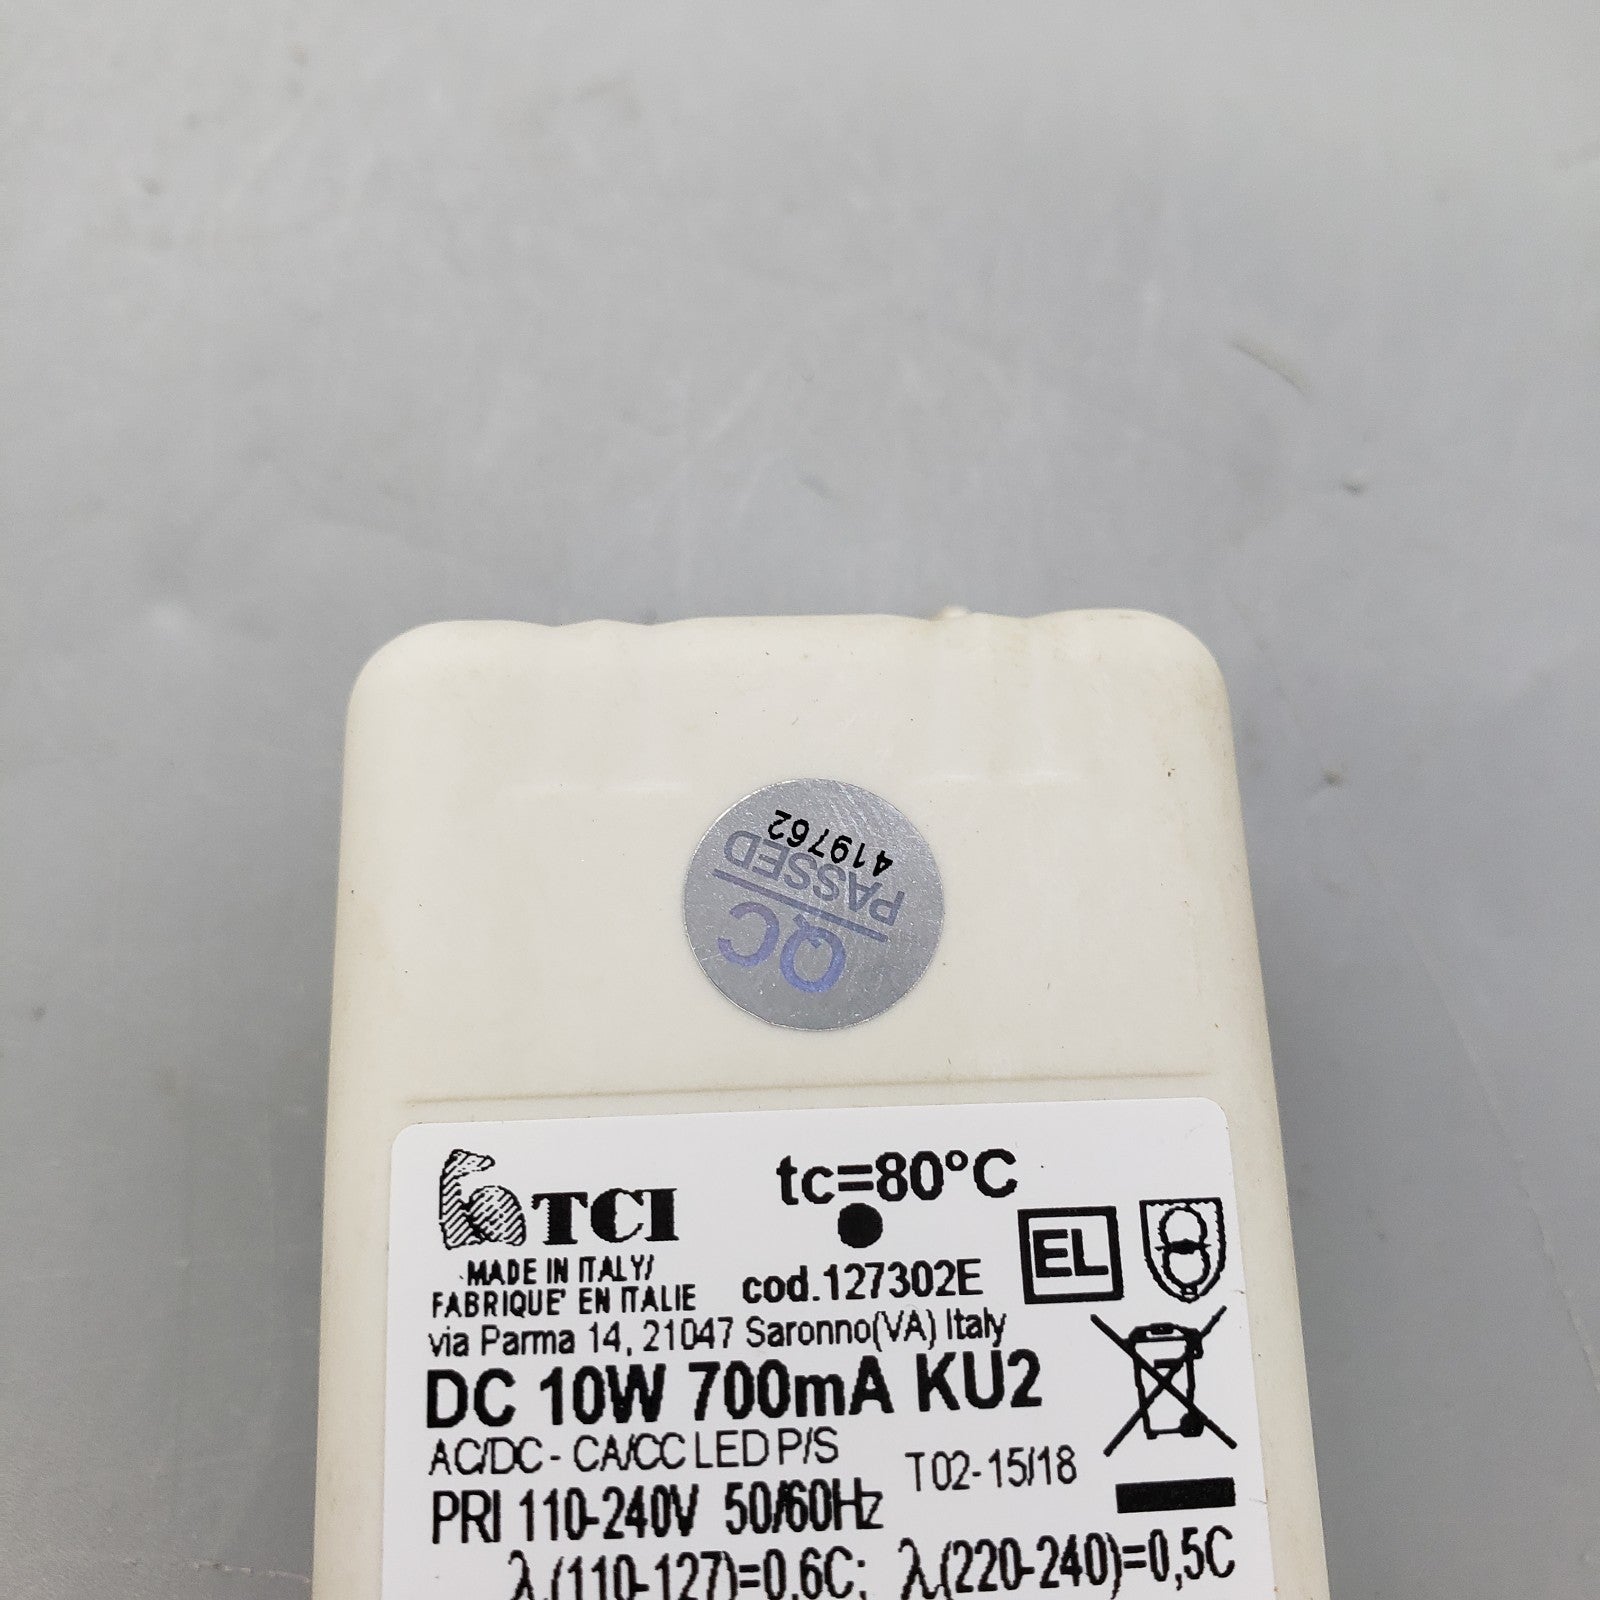 QC
PASSED
419762
TCI
tc=80°C
EL
MADE IN ITALY/
FABRIQUE' EN ITALIE
cod.127302E
via Parma 14, 21047 Saronno(VA) Italy
DC 10W 700mA KU2
AC/DC - CA/CC LED P/S
T02-15/18
PRI 110-240V 50/60Hz
λ(110-127)=0,6C; λ(220-240)=0,5C